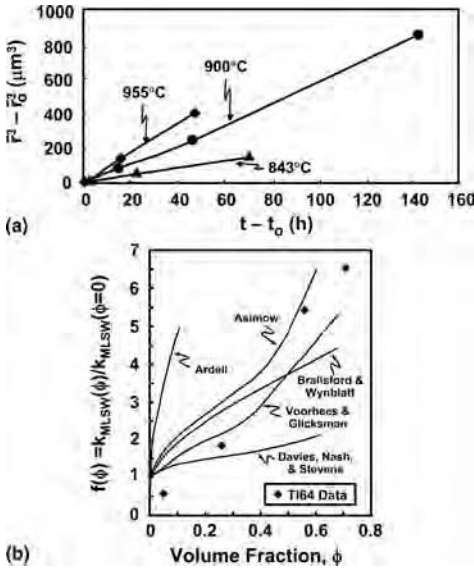 1000
800
600
400
200
0
r̄³ – r̄₀³ (μm³)
955°C
900°C
843°C
0 20 40 60 80 100 120 140 160
t – t₀ (h)
(a)
7
6
5
4
3
2
1
0
f(ϕ) = k_MLSW(ϕ)/k_MLSW(ϕ=0)
Asimow
Ardell
Brailsford &
Wynblatt
Voorhees &
Glicksman
Davies, Nash,
& Stevens
Ti64 Data
0 0.2 0.4 0.6 0.8
Volume Fraction, ϕ
(b)